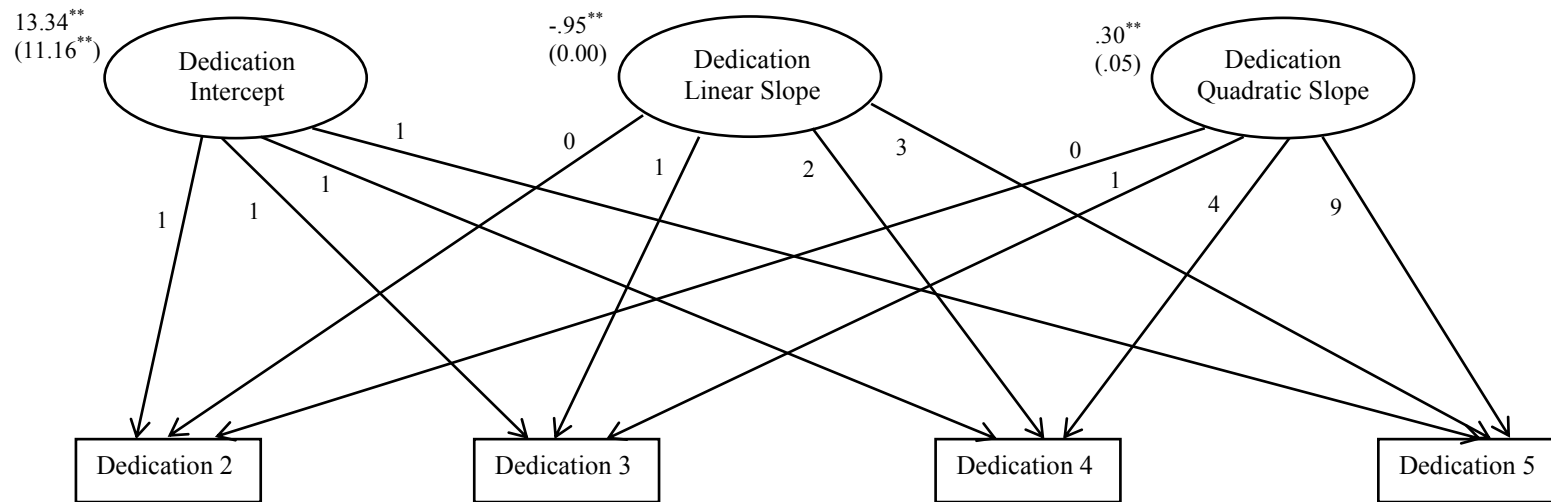 13.34**
(11.16**)
Dedication
Intercept
-.95**
(0.00)
Dedication
Linear Slope
.30**
(.05)
Dedication
Quadratic Slope
1
1
1
1
0
1
2
3
0
1
4
9
Dedication 2
Dedication 3
Dedication 4
Dedication 5